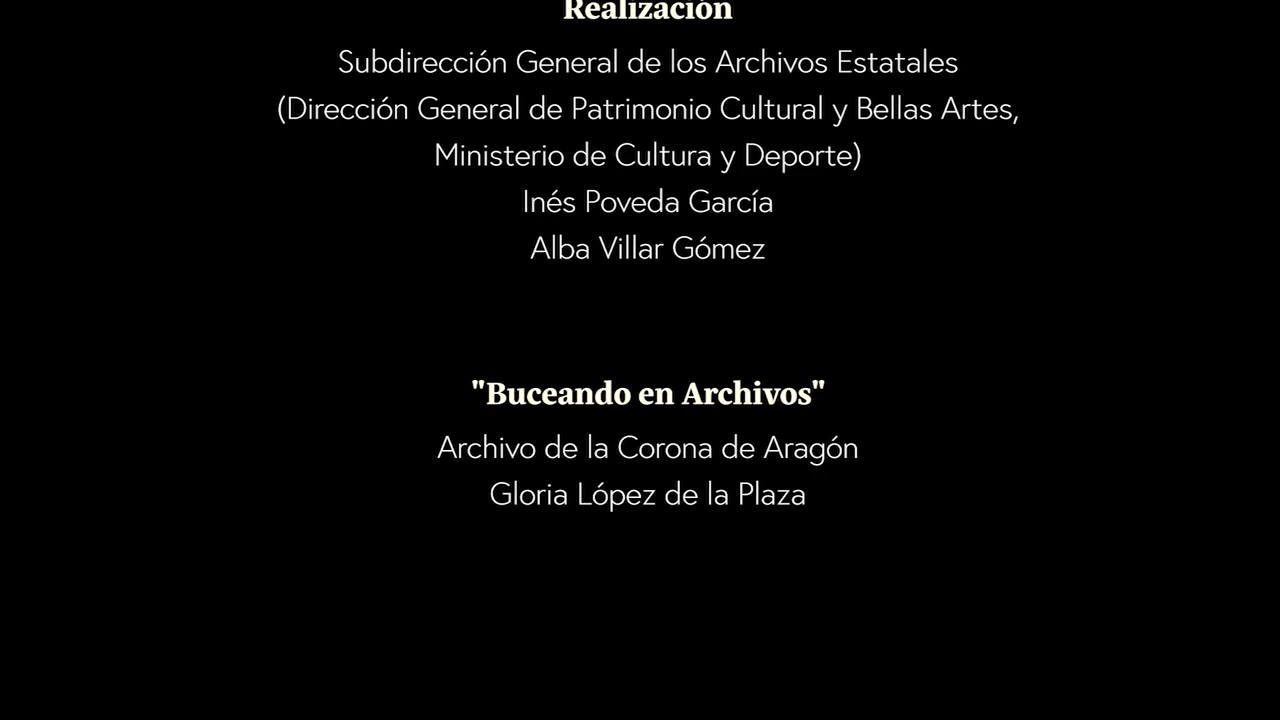 Realización
Subdirección General de los Archivos Estatales
(Dirección General de Patrimonio Cultural y Bellas Artes,
Ministerio de Cultura y Deporte)
Inés Poveda García
Alba Villar Gómez
"Buceando en Archivos"
Archivo de la Corona de Aragón
Gloria López de la Plaza